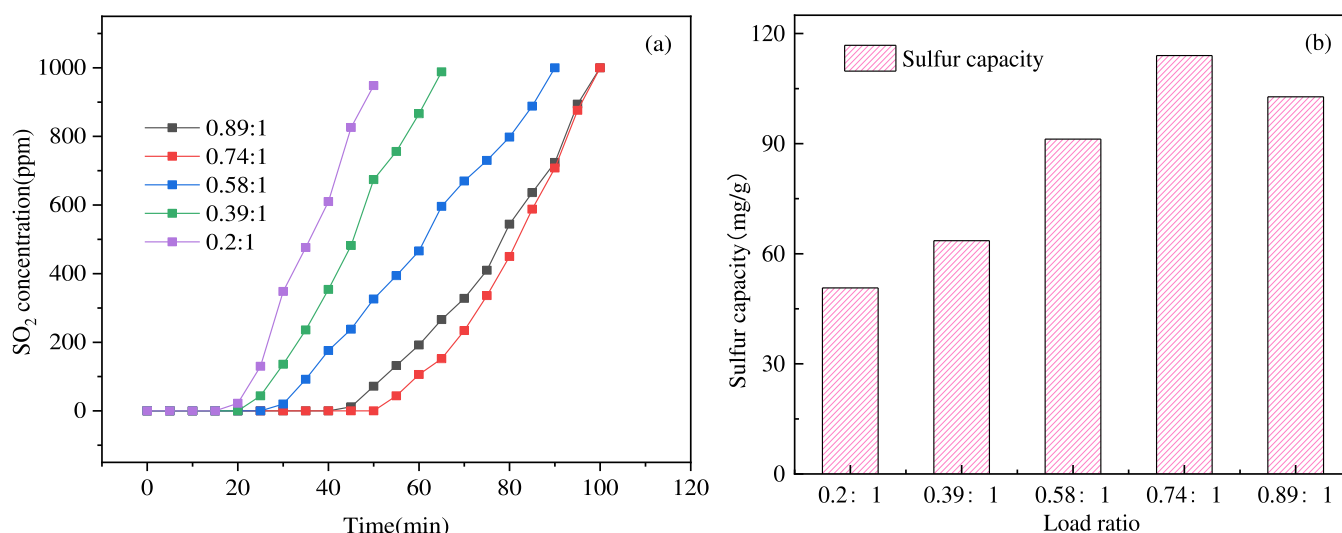 (a)
1000
800
600
400
200
0
SO₂ concentration(ppm)
0.89:1
0.74:1
0.58:1
0.39:1
0.2:1
0 20 40 60 80 100 120
Time(min)
(b)
Sulfur capacity
120
90
60
30
0
Sulfur capacity(mg/g)
0.2: 1 0.39: 1 0.58: 1 0.74: 1 0.89: 1
Load ratio